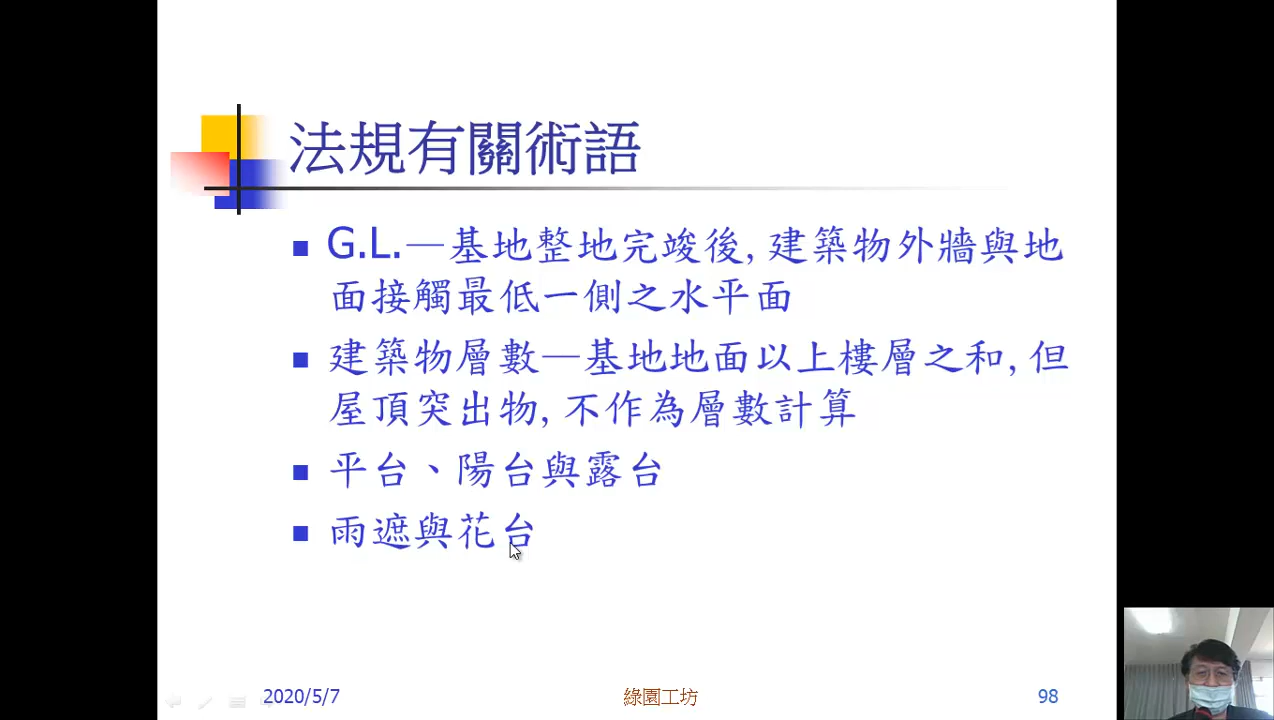 法規有關術語
G.L.—基地整地完竣後, 建築物外牆與地
面接觸最低一側之水平面
建築物層數—基地地面以上樓層之和, 但
屋頂突出物, 不作為層數計算
平台、陽台與露台
雨遮與花台
2020/5/7
綠園工坊
98